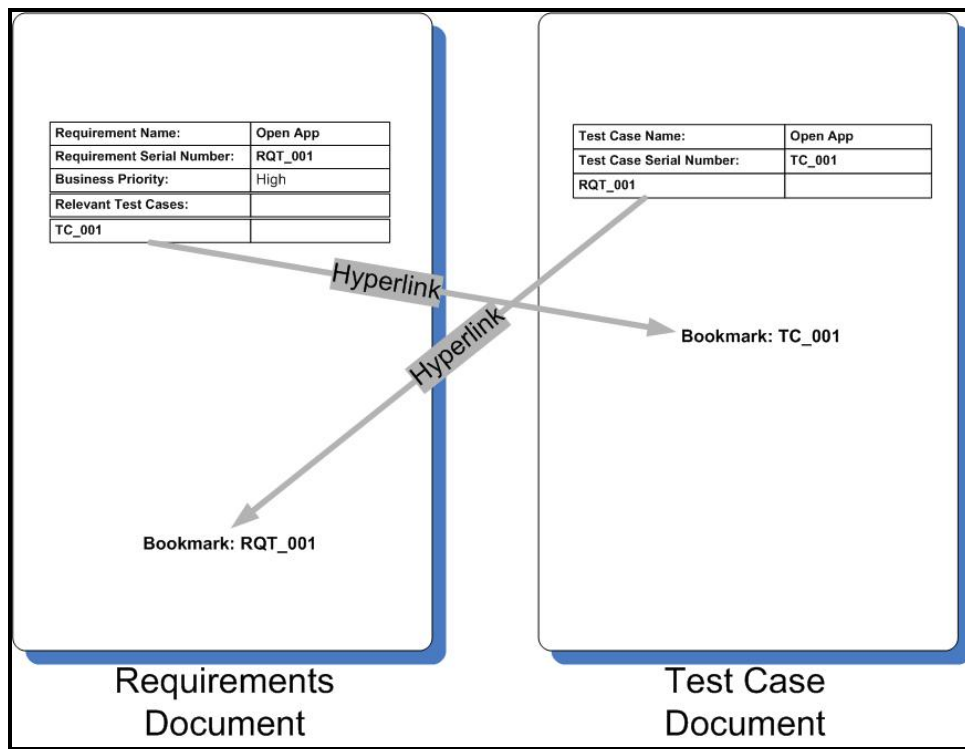 Requirement Name: Open App
Requirement Serial Number: RQT_001
Business Priority: High
Relevant Test Cases:
TC_001
Test Case Name: Open App
Test Case Serial Number: TC_001
RQT_001
Hyperlink
Hyperlink
Bookmark: TC_001
Bookmark: RQT_001
Requirements
Document
Test Case
Document